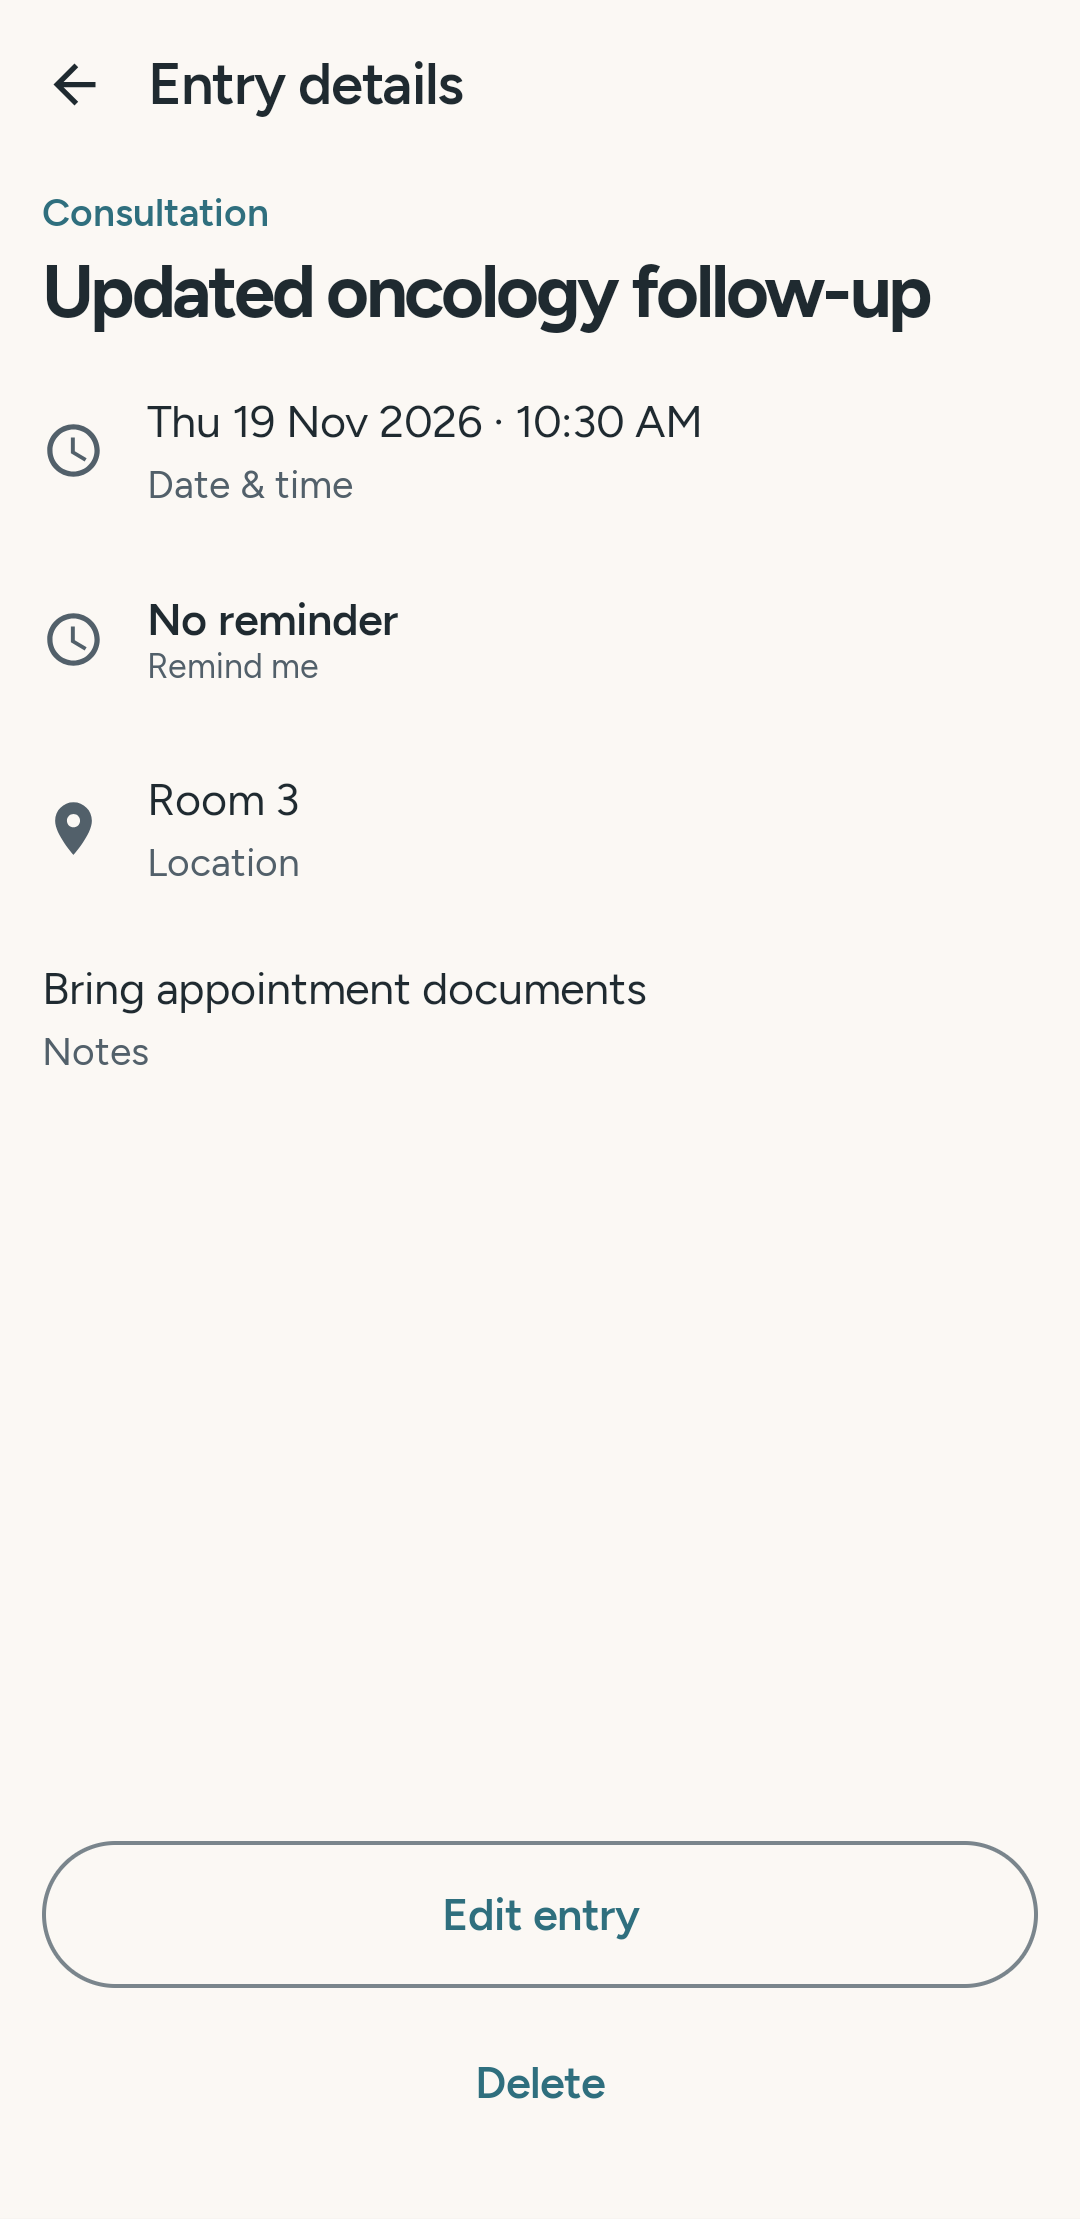 Entry details
Consultation
Updated oncology follow-up
Thu 19 Nov 2026 · 10:30 AM
Date & time
No reminder
Remind me
Room 3
Location
Bring appointment documents
Notes
Edit entry
Delete